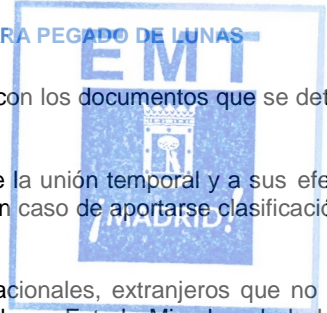 RA PEGADO DE LUNAS
EMT
con los documentos que se det
e la unión temporal y a sus efe
n caso de aportarse clasificació
¡MADRID!
acionales, extranjeros que no